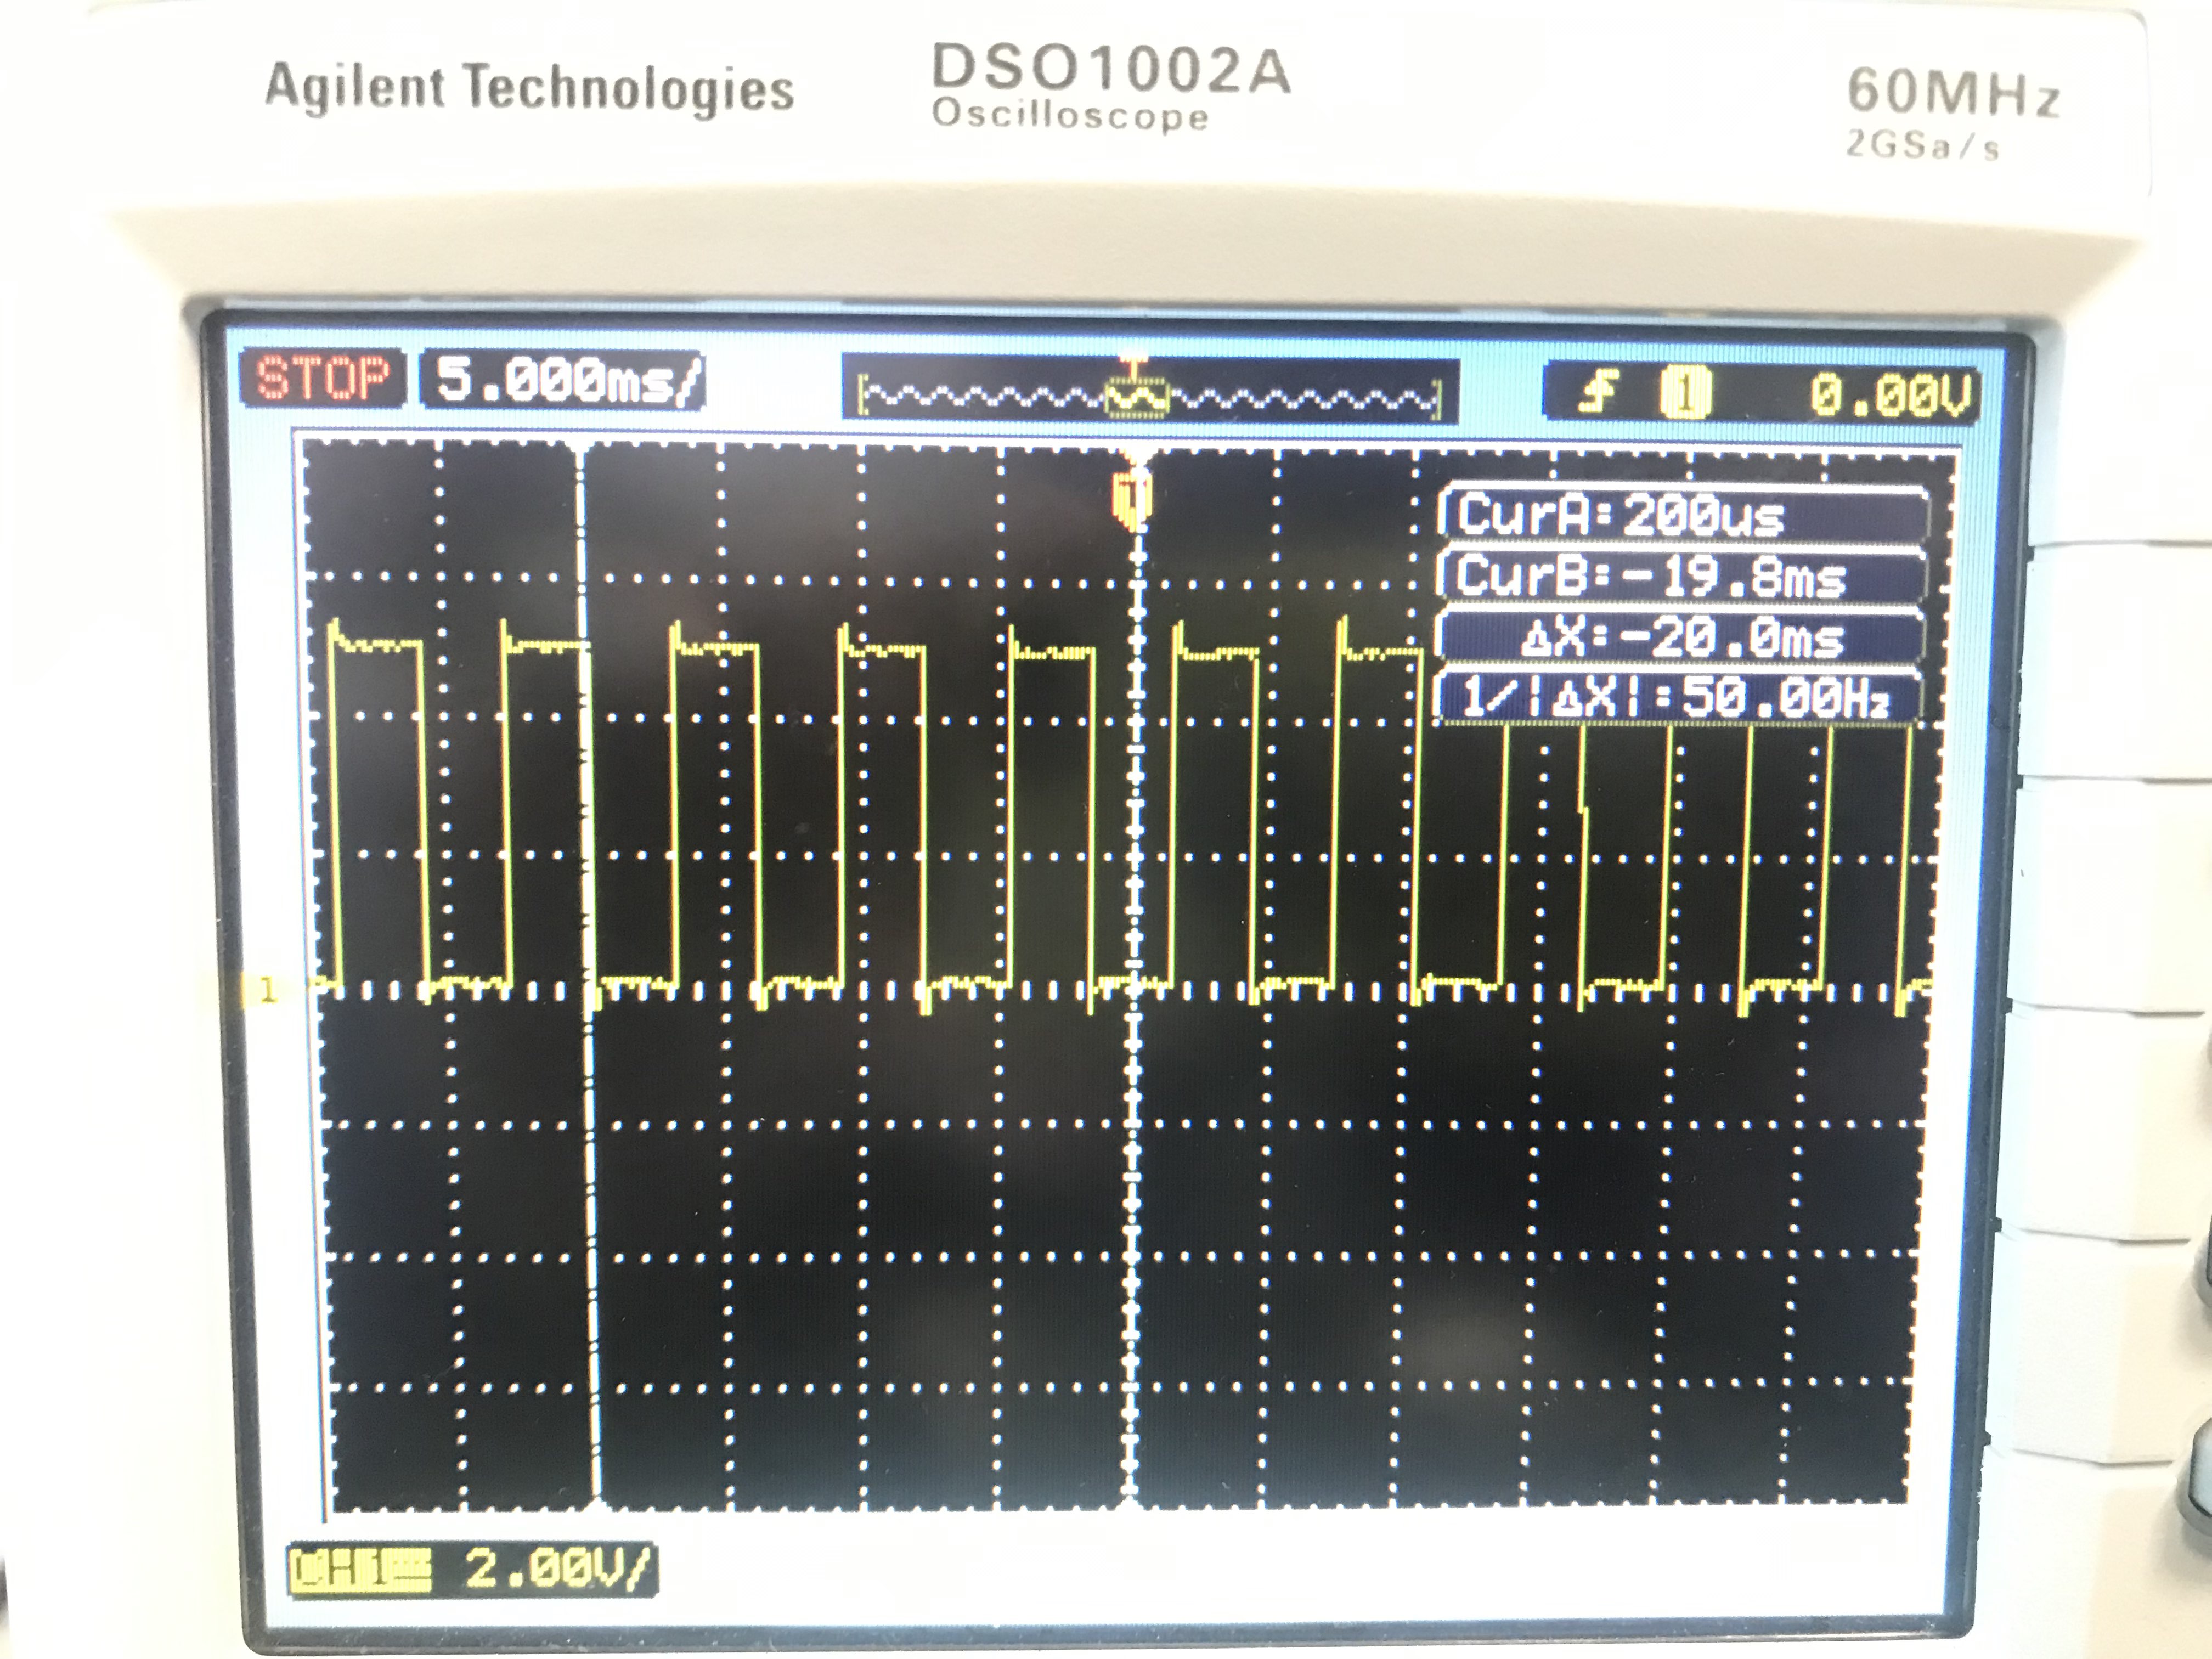 Agilent Technologies
DSO1002A
Oscilloscope
60MHz
2GSa/s
STOP
5.000ms/
1
0.00V
T
CurA:200us
CurB:-19.8ms
ΔX:-20.0ms
1/|ΔX|:50.00Hz
1
CH1 2.00V/